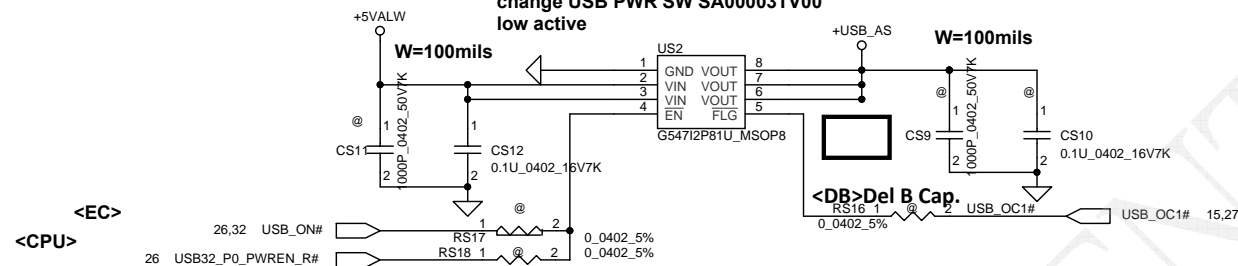 change USB PWR SW SA00003TV00
low active
+5VALW
W=100mils
+USB_AS
W=100mils
US2
1 GND VOUT 8
2 VIN VOUT 7
3 VIN VOUT 6
4 EN FLG 5
G547I2P81U_MSOP8
@
1
CS11
2
1000P_0402_50V7K
1
CS12
0.1U_0402_16V7K
2
@
1
CS9
2
1000P_0402_50V7K
@
1
CS10
0.1U_0402_16V7K
2
<DB>Del B Cap.
RS16 1 @ 2 USB_OC1#
0_0402_5%
USB_OC1# 15,27
<EC>
<CPU>
26,32 USB_ON#
1 @ 2
RS17
0_0402_5%
26 USB32_P0_PWREN_R#
RS18 1 @ 2
0_0402_5%